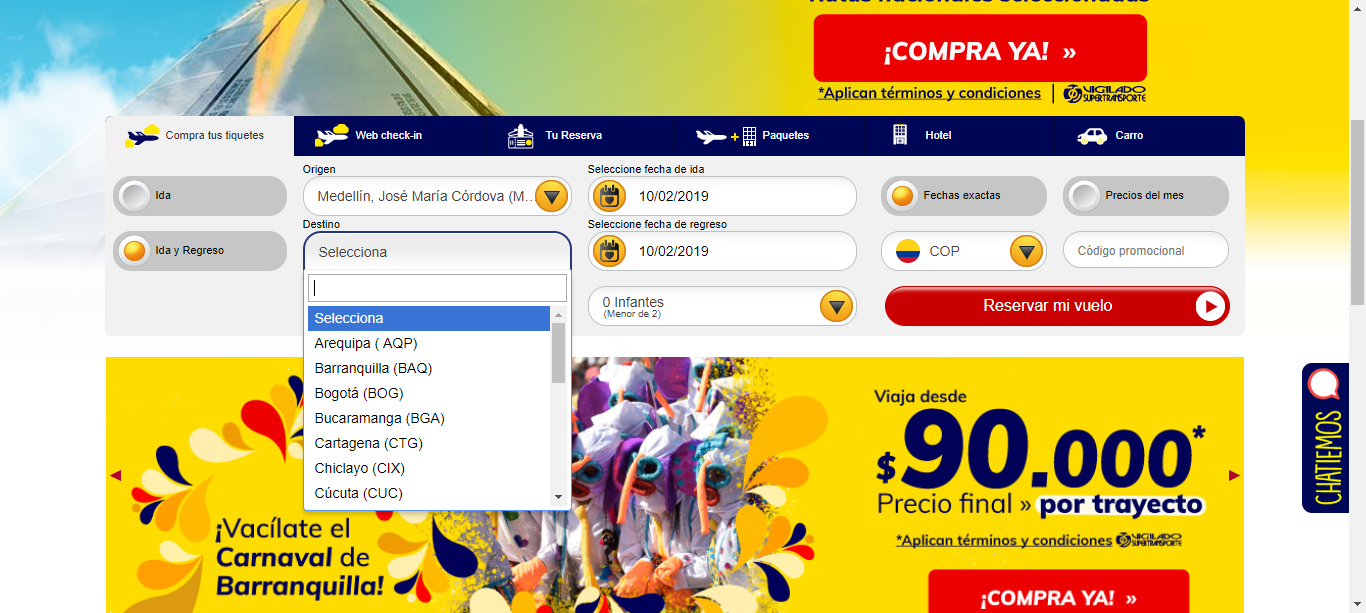 Rutas nacionales seleccionadas
¡COMPRA YA! »
*Aplican términos y condiciones | VIGILADO
SUPERTRANSPORTE
Compra tus tiquetes
Web check-in
Tu Reserva
Paquetes
Hotel
Carro
Ida
Ida y Regreso
Origen
Medellín, José María Córdova (M...
Destino
Selecciona
Selecciona
Arequipa ( AQP)
Barranquilla (BAQ)
Bogotá (BOG)
Bucaramanga (BGA)
Cartagena (CTG)
Chiclayo (CIX)
Cúcuta (CUC)
Seleccione fecha de ida
10/02/2019
Seleccione fecha de regreso
10/02/2019
0 Infantes
(Menor de 2)
Fechas exactas
Precios del mes
COP
Código promocional
Reservar mi vuelo
¡Vacílate el
Carnaval de
Barranquilla!
Viaja desde
$90.000*
Precio final » por trayecto
*Aplican términos y condiciones VIGILADO
SUPERTRANSPORTE
¡COMPRA YA! »
CHATIEMOS